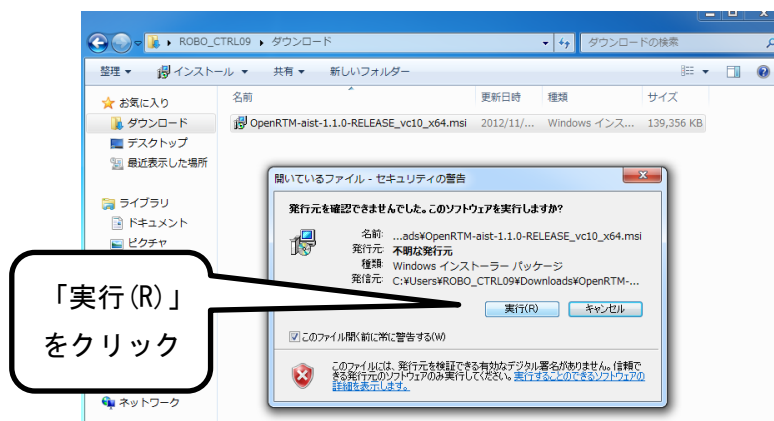 ROBO_CTRL09 ▸ ダウンロード
ダウンロードの検索
整理 ▼ インストール ▼ 共有 ▼ 新しいフォルダー
名前 更新日時 種類 サイズ
お気に入り
ダウンロード
OpenRTM-aist-1.1.0-RELEASE_vc10_x64.msi 2012/11/... Windows インス... 139,356 KB
デスクトップ
最近表示した場所
ライブラリ
ドキュメント
ピクチャ
ネットワーク
開いているファイル - セキュリティの警告
発行元を確認できませんでした。このソフトウェアを実行しますか?
名前: ...ads¥OpenRTM-aist-1.1.0-RELEASE_vc10_x64.msi
発行元: 不明な発行元
種類: Windows インストーラー パッケージ
発信元: C:¥Users¥ROBO_CTRL09¥Downloads¥OpenRTM-...
実行(R) キャンセル
このファイル開く前に常に警告する(W)
このファイルには、発行元を検証できる有効なデジタル署名がありません。信頼で
きる発行元のソフトウェアのみ実行してください。実行することのできるソフトウェアの
詳細を表示します。
「実行(R)」
をクリック